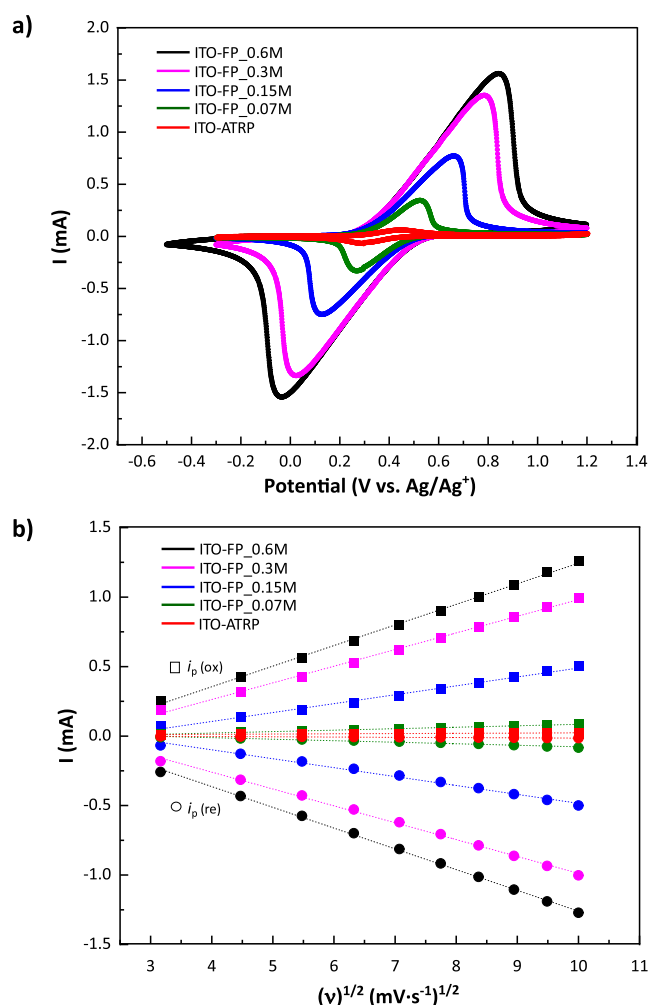 a)
2.0
1.5
1.0
0.5
0.0
-0.5
-1.0
-1.5
-2.0
I (mA)
ITO-FP_0.6M
ITO-FP_0.3M
ITO-FP_0.15M
ITO-FP_0.07M
ITO-ATRP
-0.6 -0.4 -0.2 0.0 0.2 0.4 0.6 0.8 1.0 1.2 1.4
Potential (V vs. Ag/Ag⁺)
b)
1.5
1.0
0.5
0.0
-0.5
-1.0
-1.5
I (mA)
ITO-FP_0.6M
ITO-FP_0.3M
ITO-FP_0.15M
ITO-FP_0.07M
ITO-ATRP
iₚ (ox)
iₚ (re)
3 4 5 6 7 8 9 10 11
(ν)¹/² (mV·s⁻¹)¹/²